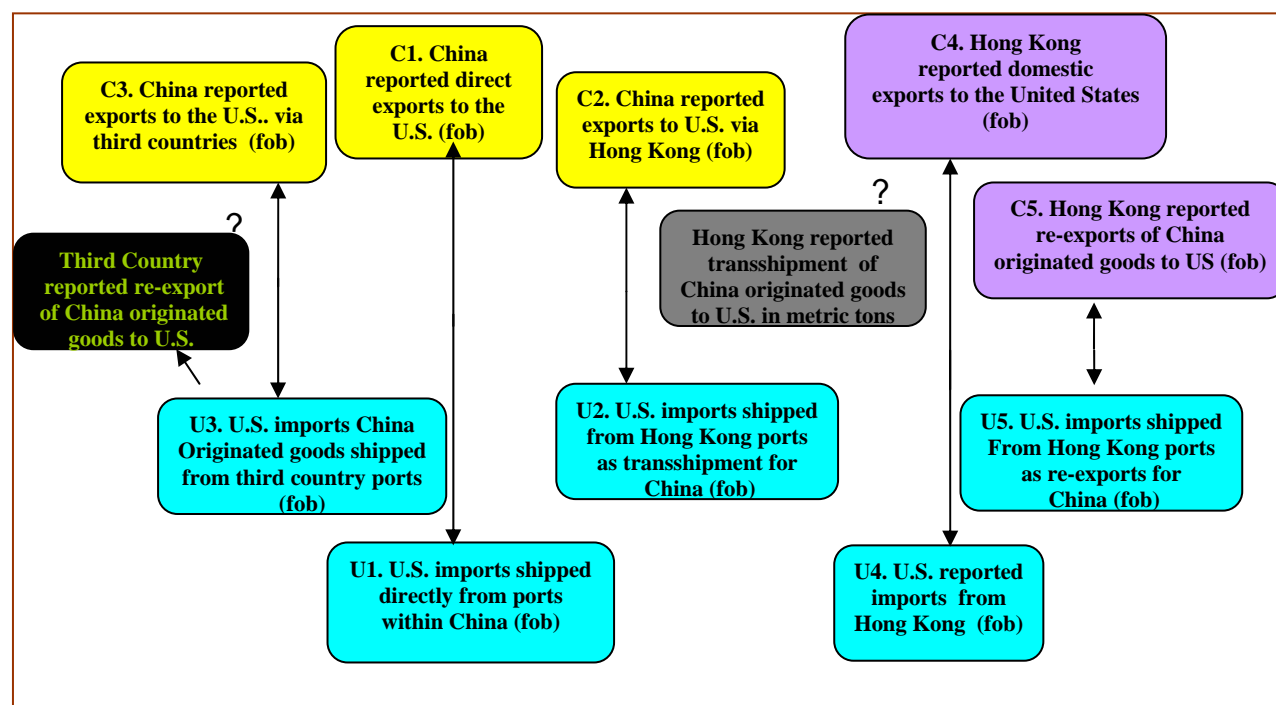 C3. China reported
exports to the U.S.. via
third countries (fob)
C1. China
reported direct
exports to the
U.S. (fob)
C2. China reported
exports to U.S. via
Hong Kong (fob)
C4. Hong Kong
reported domestic
exports to the United States
(fob)
?
Third Country
reported re-export
of China originated
goods to U.S.
?
Hong Kong reported
transshipment of
China originated goods
to U.S. in metric tons
C5. Hong Kong reported
re-exports of China
originated goods to US (fob)
U3. U.S. imports China
Originated goods shipped
from third country ports
(fob)
U2. U.S. imports shipped
from Hong Kong ports
as transshipment for
China (fob)
U5. U.S. imports shipped
From Hong Kong ports
as re-exports for
China (fob)
U1. U.S. imports shipped
directly from ports
within China (fob)
U4. U.S. reported
imports from
Hong Kong (fob)